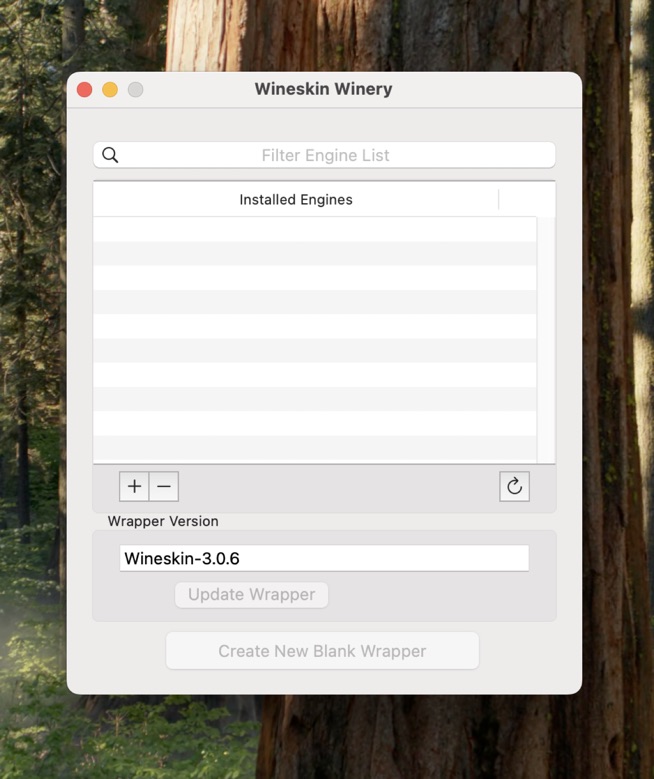 Wineskin Winery
Filter Engine List
Installed Engines
Wrapper Version
Wineskin-3.0.6
Update Wrapper
Create New Blank Wrapper